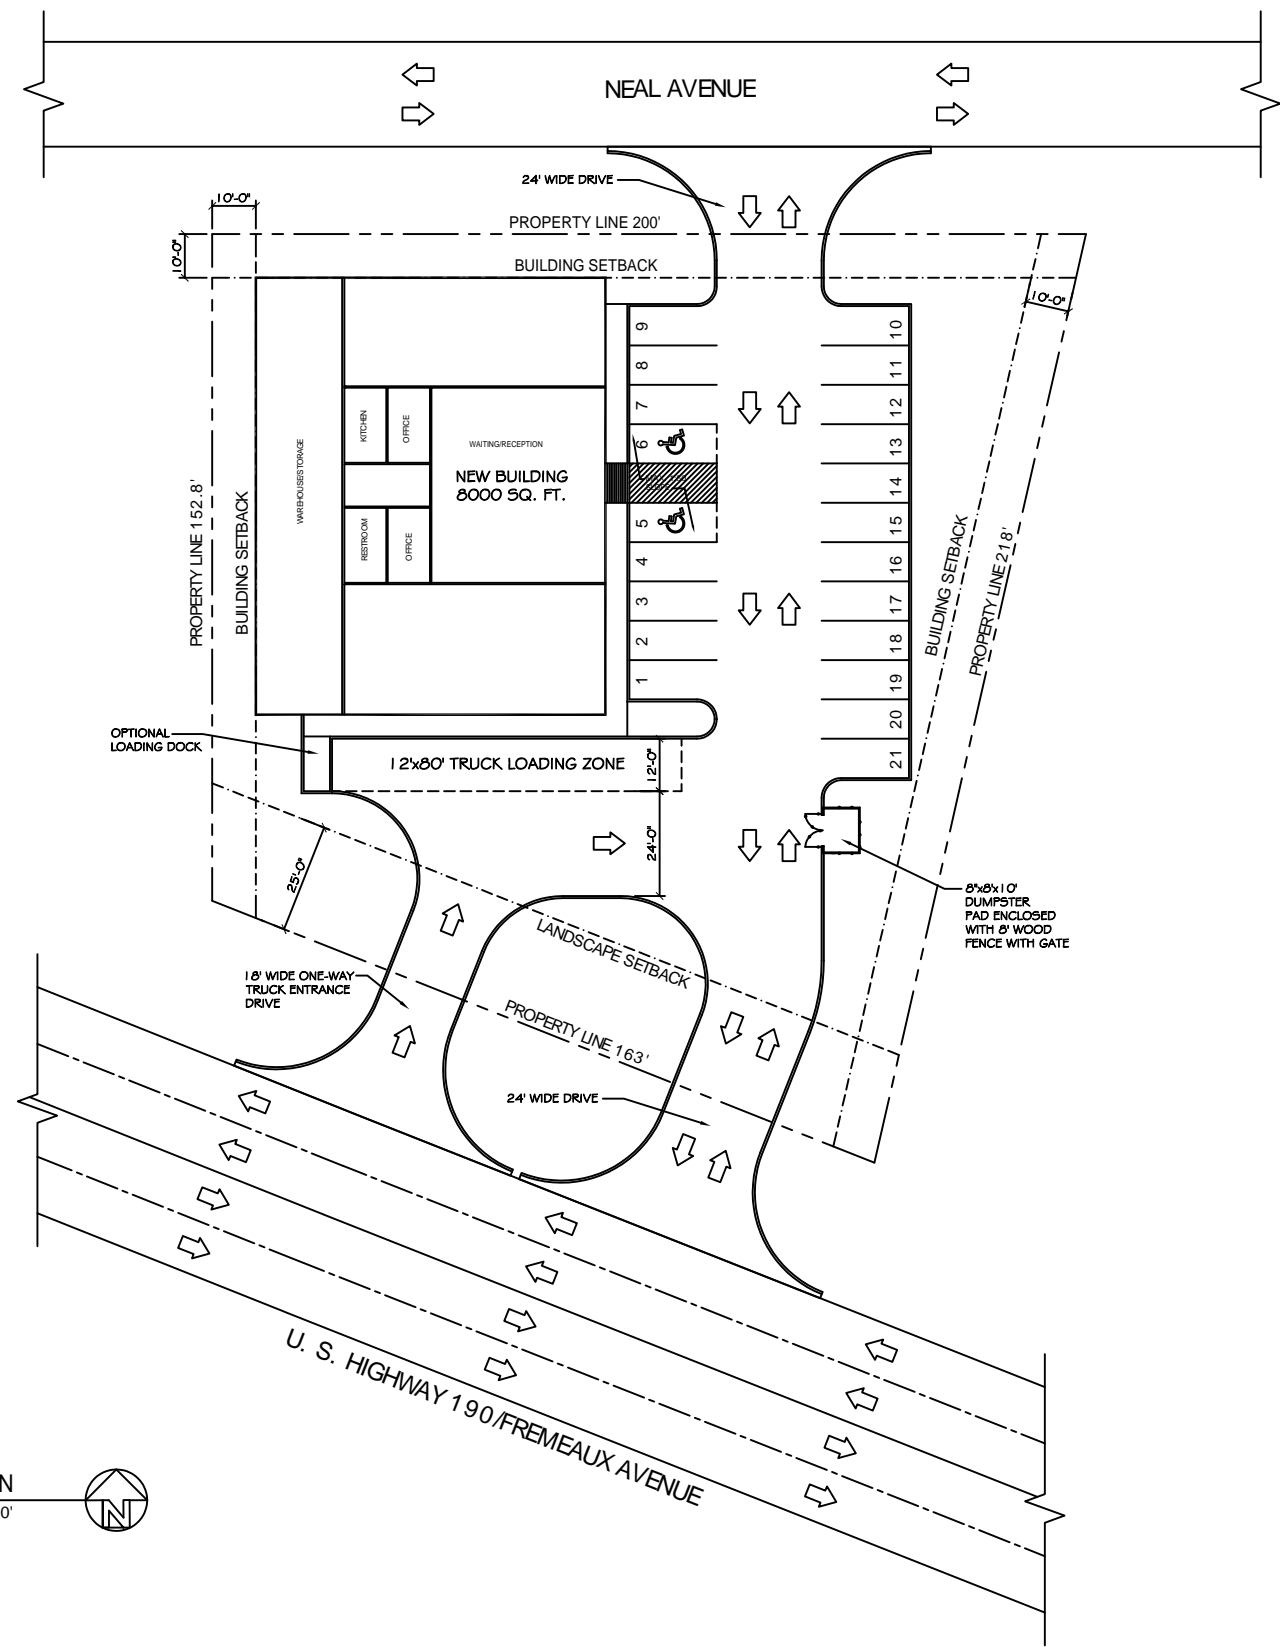 NEAL AVENUE
24' WIDE DRIVE
10'-0"
PROPERTY LINE 200'
10'-0"
BUILDING SETBACK
10'-0"
9
8
7
6
5
4
3
2
1
10
11
12
13
14
15
16
17
18
19
20
21
KITCHEN
OFFICE
WAITING/RECEPTION
WAREHOUSE/STORAGE
NEW BUILDING
8000 SQ. FT.
RESTROOM
OFFICE
PROPERTY LINE 152.8'
BUILDING SETBACK
BUILDING SETBACK
PROPERTY LINE 218'
OPTIONAL
LOADING DOCK
12'x80' TRUCK LOADING ZONE
12'-0"
24'-0"
25'-0"
8"x8'x10'
DUMPSTER
PAD ENCLOSED
WITH 8' WOOD
FENCE WITH GATE
LANDSCAPE SETBACK
18' WIDE ONE-WAY
TRUCK ENTRANCE
DRIVE
PROPERTY LINE 163'
24' WIDE DRIVE
U. S. HIGHWAY 190/FREMEAUX AVENUE
N
0'
N